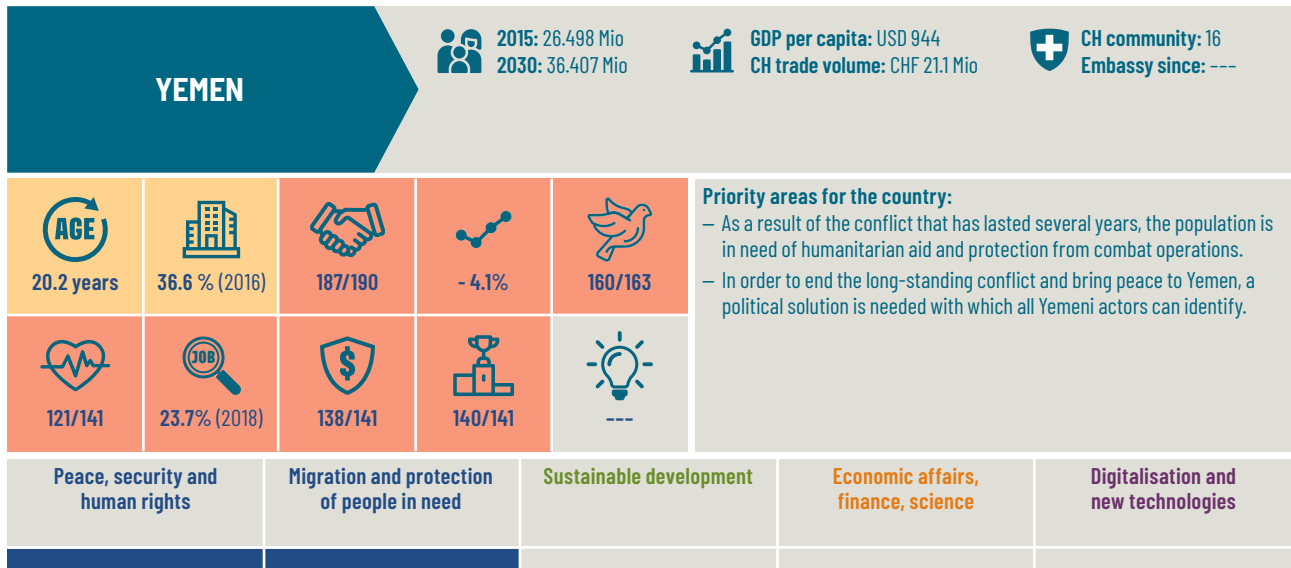 YEMEN
2015: 26.498 Mio
2030: 36.407 Mio
GDP per capita: USD 944
CH trade volume: CHF 21.1 Mio
CH community: 16
Embassy since: ---
AGE
20.2 years
36.6 % (2016)
187/190
- 4.1%
160/163
JOB
$
121/141
23.7% (2018)
138/141
140/141
---
Priority areas for the country:
– As a result of the conflict that has lasted several years, the population is
in need of humanitarian aid and protection from combat operations.
– In order to end the long-standing conflict and bring peace to Yemen, a
political solution is needed with which all Yemeni actors can identify.
Peace, security and
human rights
Migration and protection
of people in need
Sustainable development
Economic affairs,
finance, science
Digitalisation and
new technologies